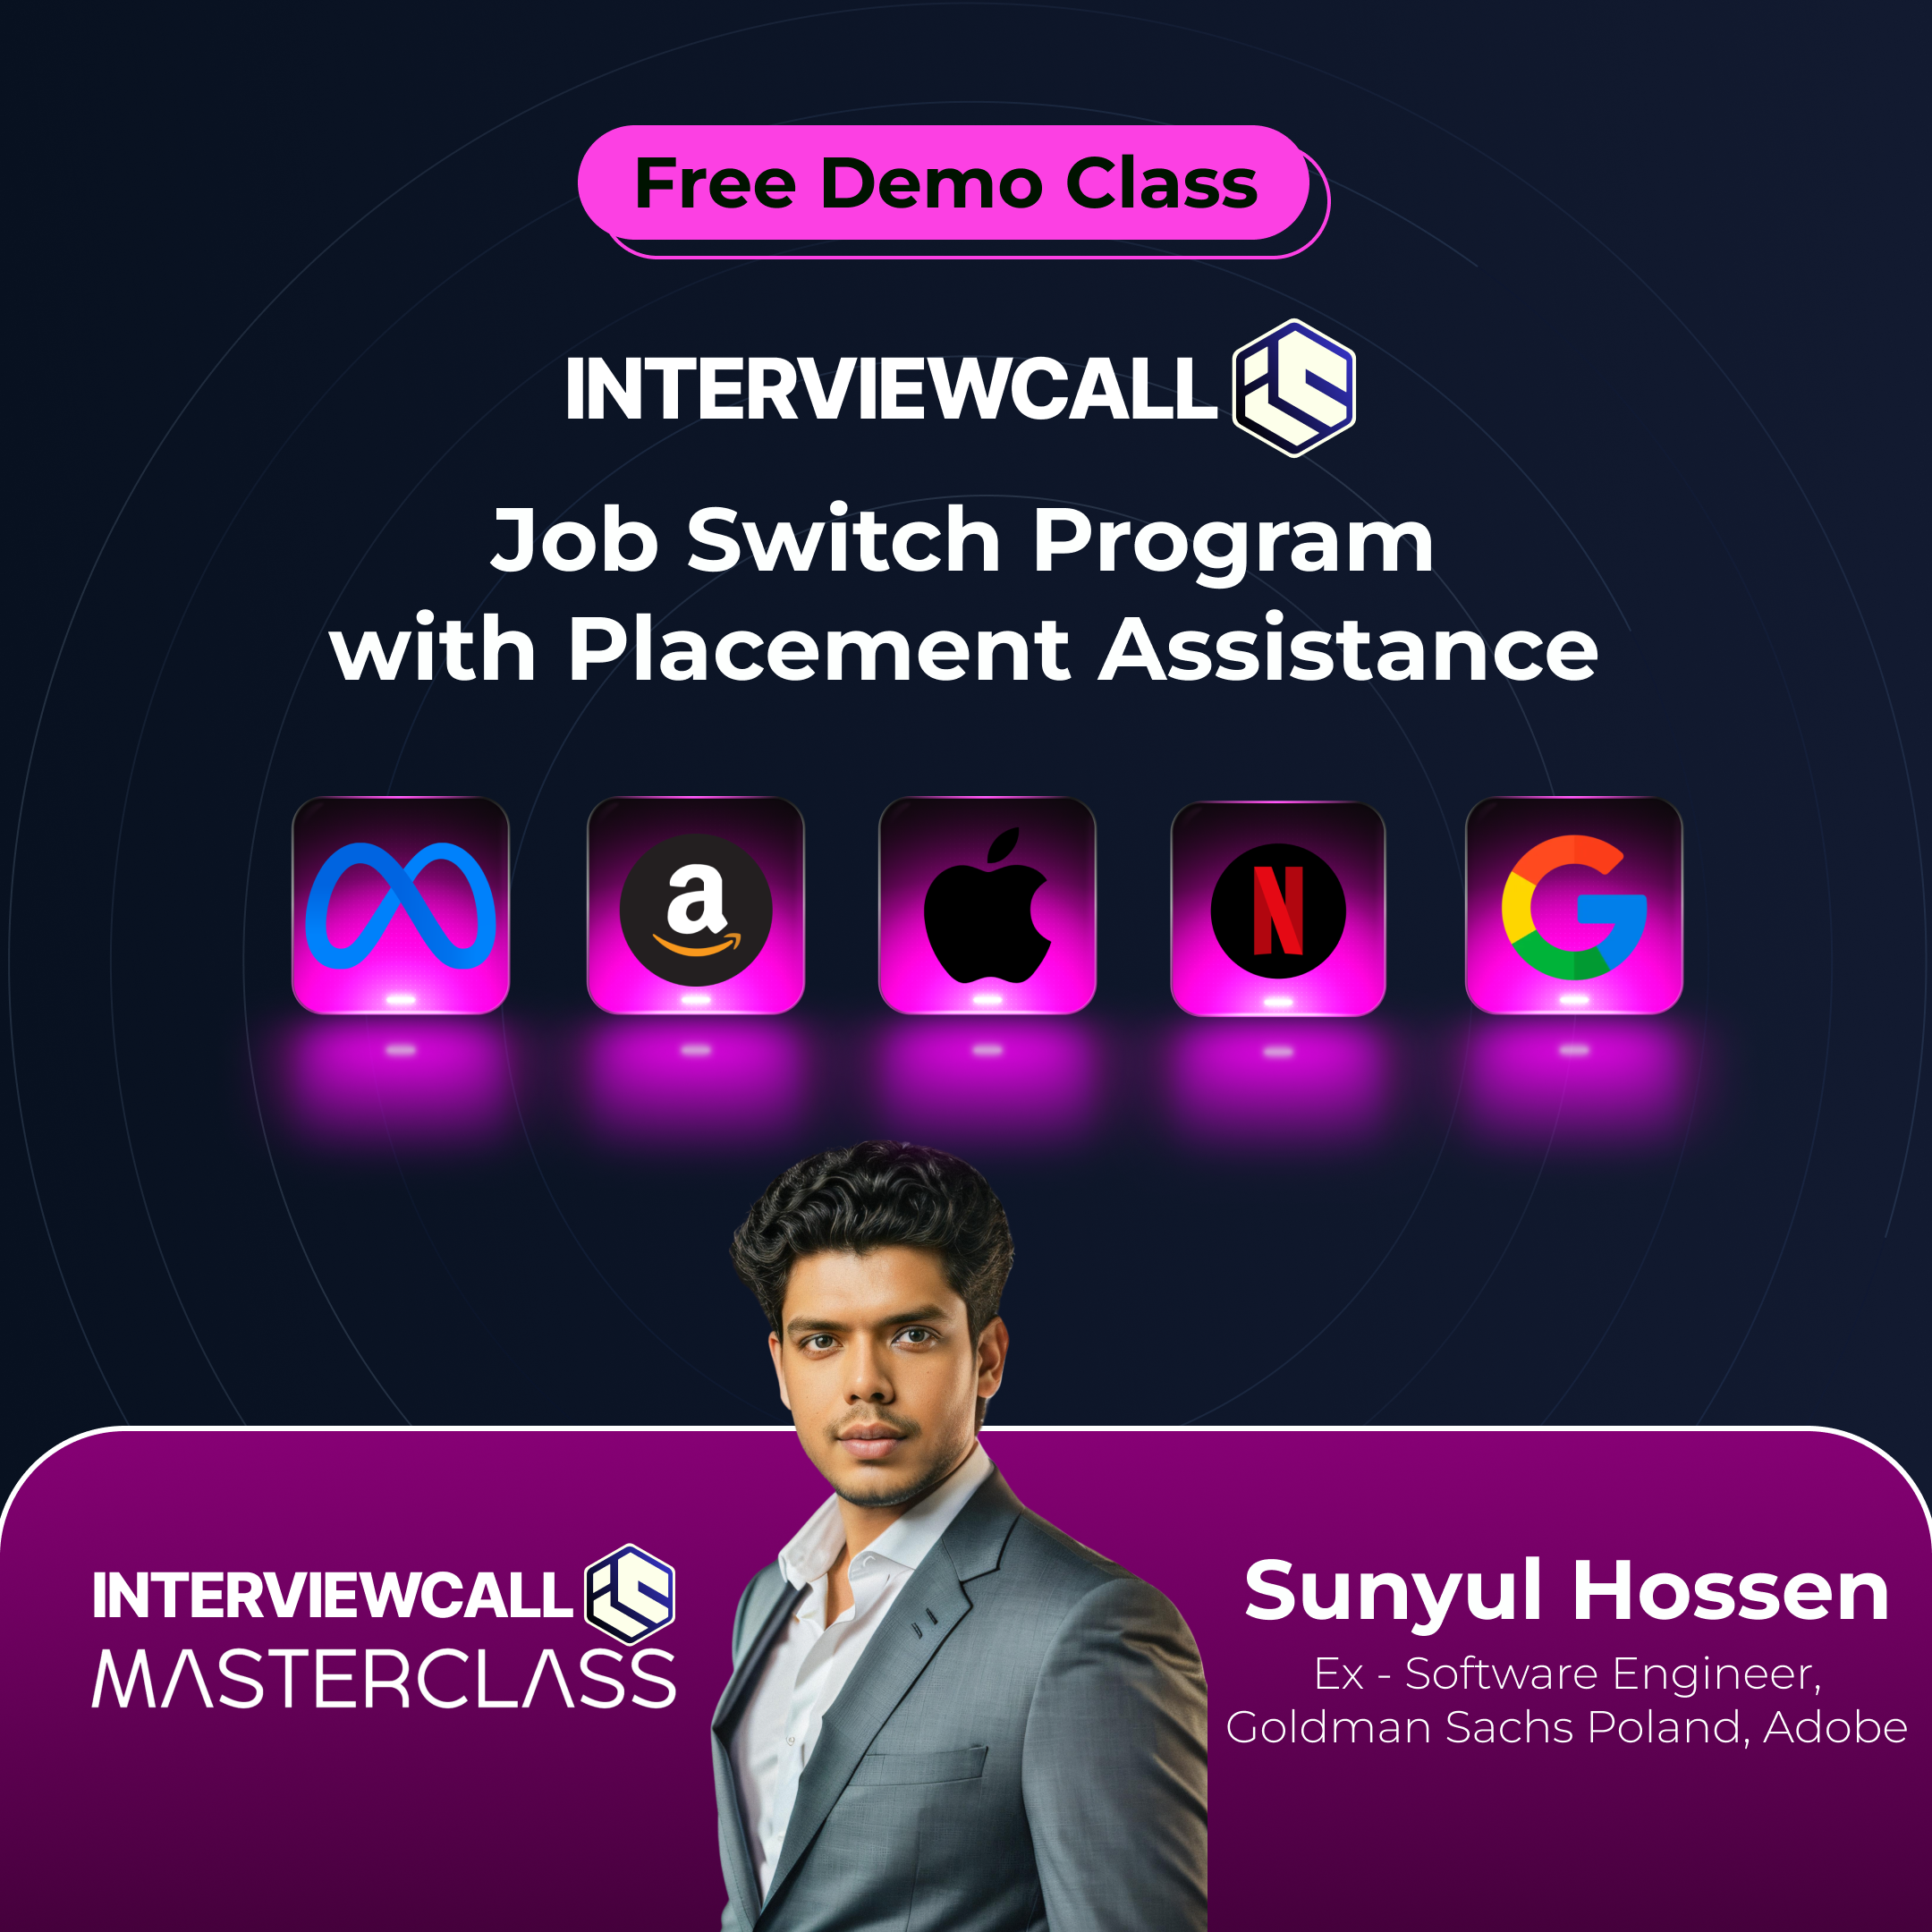 Free Demo Class
INTERVIEWCALL
Job Switch Program
with Placement Assistance
INTERVIEWCALL
MASTERCLASS
Sunyul Hossen
Ex - Software Engineer,
Goldman Sachs Poland, Adobe